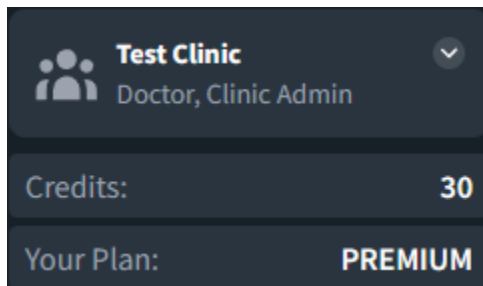 Test Clinic
Doctor, Clinic Admin
Credits: 30
Your Plan: PREMIUM